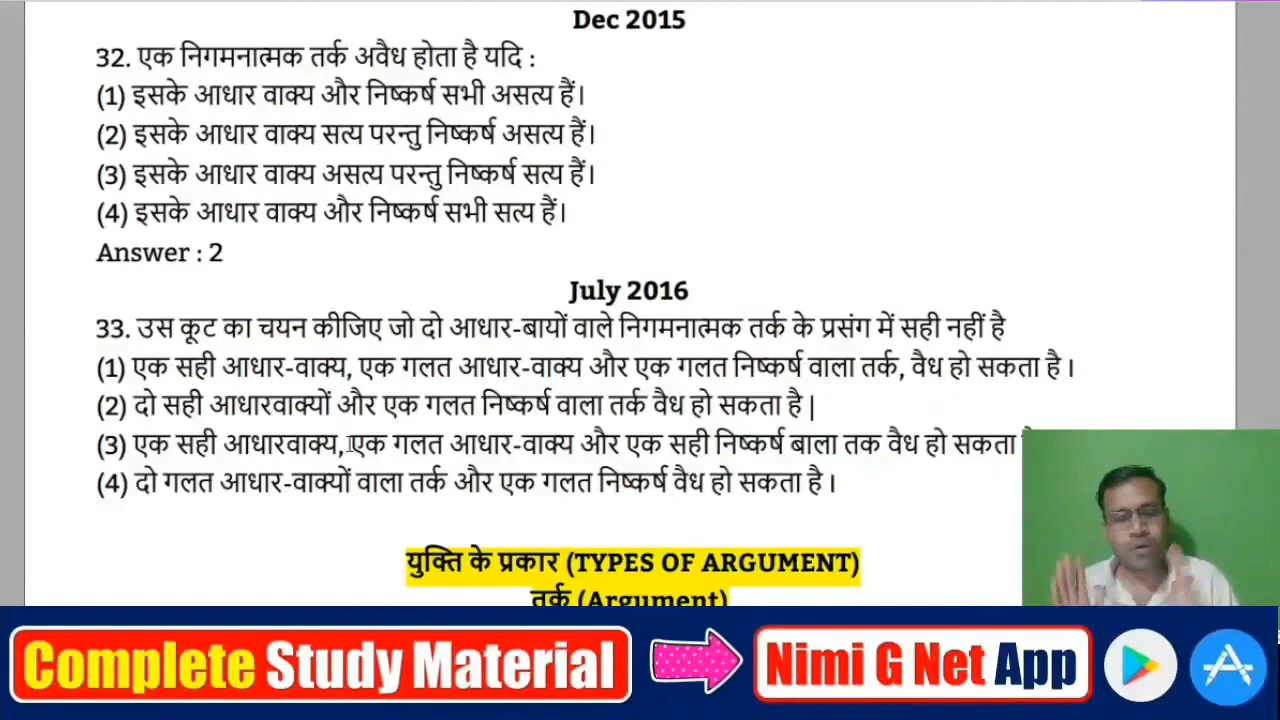 Dec 2015
32. एक निगमनात्मक तर्क अवैध होता है यदि :
(1) इसके आधार वाक्य और निष्कर्ष सभी असत्य हैं।
(2) इसके आधार वाक्य सत्य परन्तु निष्कर्ष असत्य हैं।
(3) इसके आधार वाक्य असत्य परन्तु निष्कर्ष सत्य हैं।
(4) इसके आधार वाक्य और निष्कर्ष सभी सत्य हैं।
Answer : 2
July 2016
33. उस कूट का चयन कीजिए जो दो आधार-बायों वाले निगमनात्मक तर्क के प्रसंग में सही नहीं है
(1) एक सही आधार-वाक्य, एक गलत आधार-वाक्य और एक गलत निष्कर्ष वाला तर्क, वैध हो सकता है ।
(2) दो सही आधारवाक्यों और एक गलत निष्कर्ष वाला तर्क वैध हो सकता है |
(3) एक सही आधारवाक्य, एक गलत आधार-वाक्य और एक सही निष्कर्ष बाला तक वैध हो सकता
(4) दो गलत आधार-वाक्यों वाला तर्क और एक गलत निष्कर्ष वैध हो सकता है ।
युक्ति के प्रकार (TYPES OF ARGUMENT)
तर्क (Argument)
Complete Study Material
Nimi G Net App